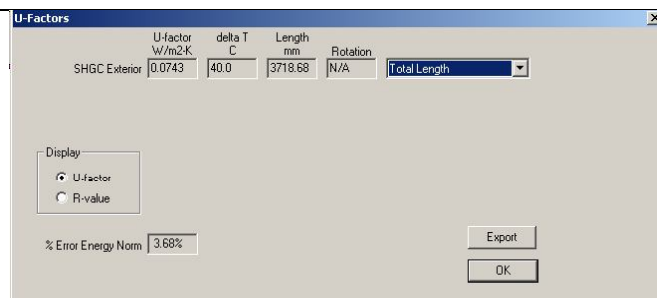 U-Factors
U-factor delta T Length
W/m2-K C mm Rotation
SHGC Exterior 0.0743 40.0 3718.68 N/A Total Length
Display
U-factor
R-value
% Error Energy Norm 3.68%
Export
OK